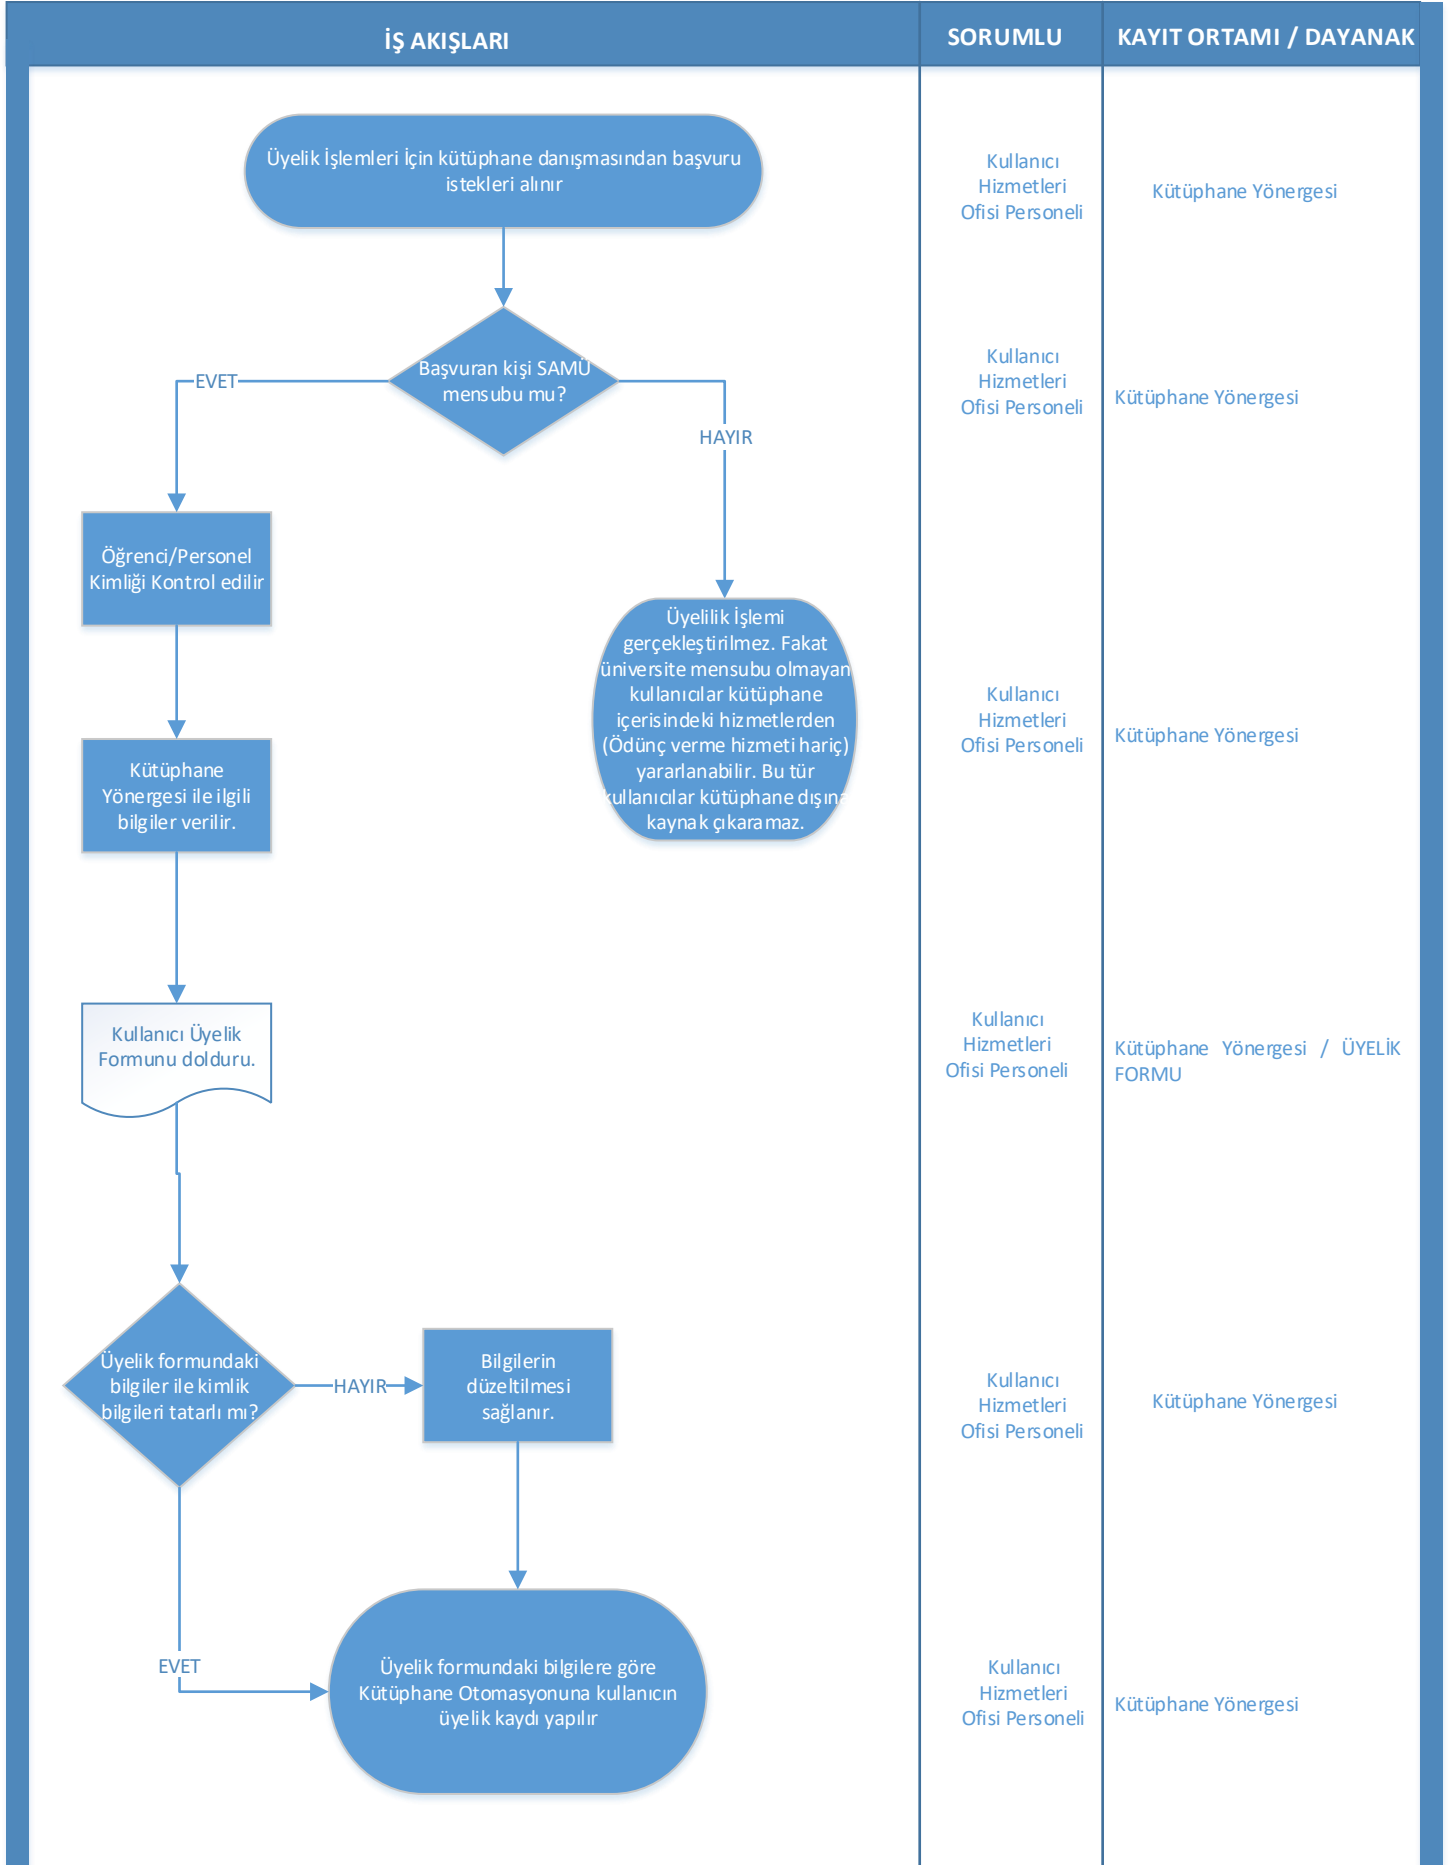 İŞ AKIŞLARI
SORUMLU
KAYIT ORTAMI / DAYANAK
Üyelik İşlemleri İçin kütüphane danışmasından başvuru
istekleri alınır
Kullanıcı
Hizmetleri
Ofisi Personeli
Kütüphane Yönergesi
Başvuran kişi SAMÜ
mensubu mu?
EVET
HAYIR
Kullanıcı
Hizmetleri
Ofisi Personeli
Kütüphane Yönergesi
Öğrenci/Personel
Kimliği Kontrol edilir
Üyelilik İşlemi
gerçekleştirilmez. Fakat
üniversite mensubu olmayan
kullanıcılar kütüphane
içerisindeki hizmetlerden
(Ödünç verme hizmeti hariç)
yararlanabilir. Bu tür
kullanıcılar kütüphane dışına
kaynak çıkaramaz.
Kullanıcı
Hizmetleri
Ofisi Personeli
Kütüphane Yönergesi
Kütüphane
Yönergesi ile ilgili
bilgiler verilir.
Kullanıcı Üyelik
Formunu dolduru.
Kullanıcı
Hizmetleri
Ofisi Personeli
Kütüphane Yönergesi / ÜYELİK
FORMU
Üyelik formundaki
bilgiler ile kimlik
bilgileri tatarlı mı?
HAYIR
Bilgilerin
düzeltilmesi
sağlanır.
Kullanıcı
Hizmetleri
Ofisi Personeli
Kütüphane Yönergesi
EVET
Üyelik formundaki bilgilere göre
Kütüphane Otomasyonuna kullanıcın
üyelik kaydı yapılır
Kullanıcı
Hizmetleri
Ofisi Personeli
Kütüphane Yönergesi